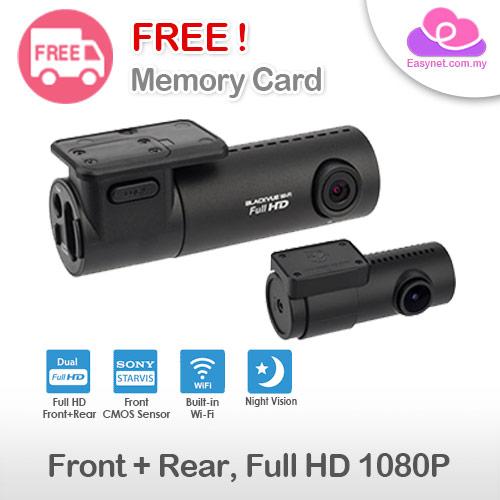 FREE
FREE !
Memory Card
Easynet.com.my
BLACKVUE Wi-Fi
Full HD
Dual
Full HD
Full HD
Front+Rear
SONY
STARVIS
Front
CMOS Sensor
WiFi
Built-in
Wi-Fi
Night Vision
Front + Rear, Full HD 1080P